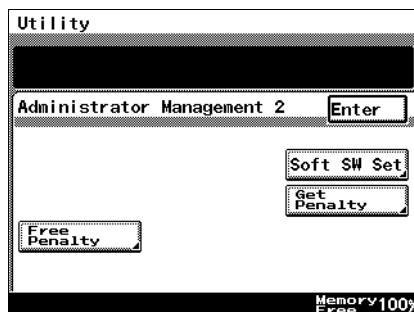 Utility
Administrator Management 2
Enter
Soft SW Set
Get
Penalty
Free
Penalty
Memory
Free
100%